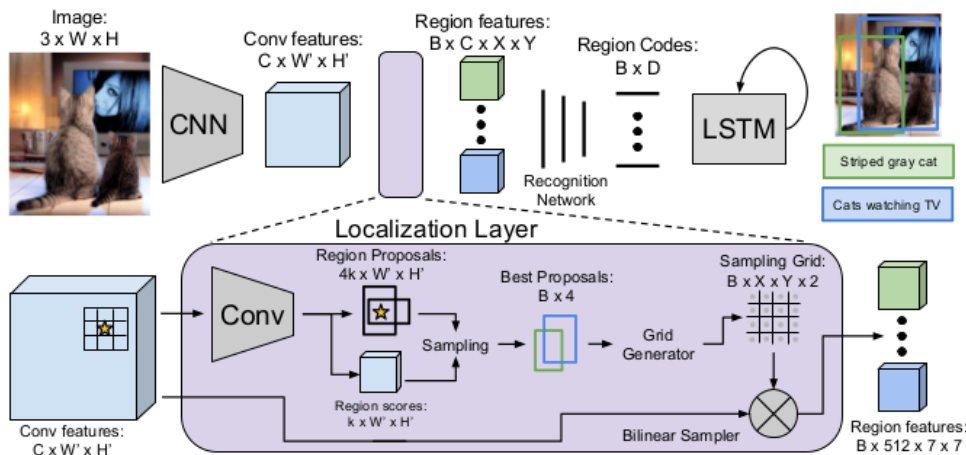 Image:
3 x W x H
CNN
Conv features:
C x W' x H'
Region features:
B x C x X x Y
Recognition
Network
Region Codes:
B x D
LSTM
Striped gray cat
Cats watching TV
Localization Layer
Conv features:
C x W' x H'
Conv
Region Proposals:
4k x W' x H'
Region scores:
k x W' x H'
Sampling
Best Proposals:
B x 4
Grid
Generator
Sampling Grid:
B x X x Y x 2
Bilinear Sampler
Region features:
B x 512 x 7 x 7